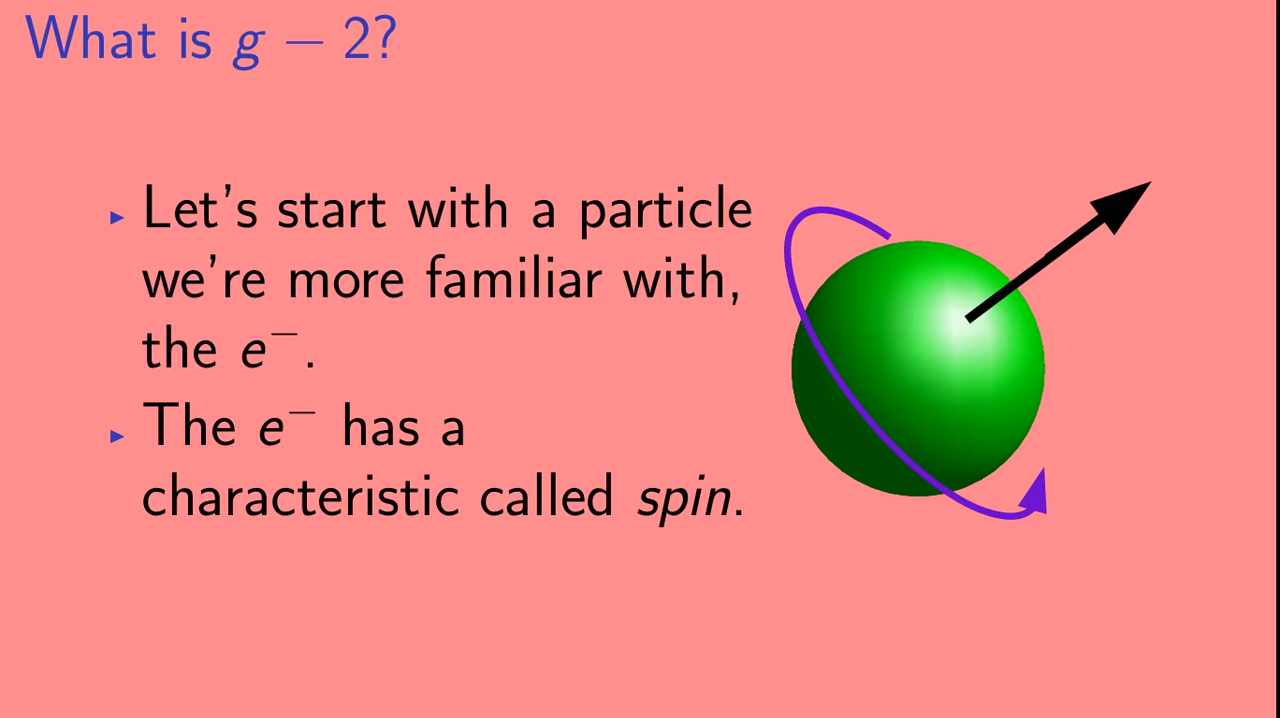 What is g − 2?
Let's start with a particle
we're more familiar with,
the e⁻.
The e⁻ has a
characteristic called spin.